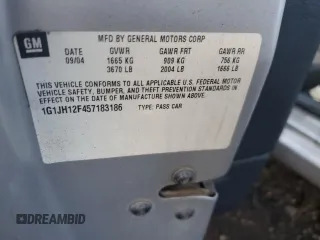 GM
MFD BY GENERAL MOTORS CORP
DATE GVWR GAWR FRT GAWR RR
09/04 1665 KG 909 KG 756 KG
3670 LB 2004 LB 1666 LB
THIS VEHICLE CONFORMS TO ALL APPLICABLE U.S. FEDERAL MOTOR
VEHICLE SAFETY, BUMPER, AND THEFT PREVENTION STANDARDS
IN EFFECT ON THE DATE OF MANUFACTURE SHOWN ABOVE.
1G1JH12F457183186 TYPE: PASS CAR
DREAMBID